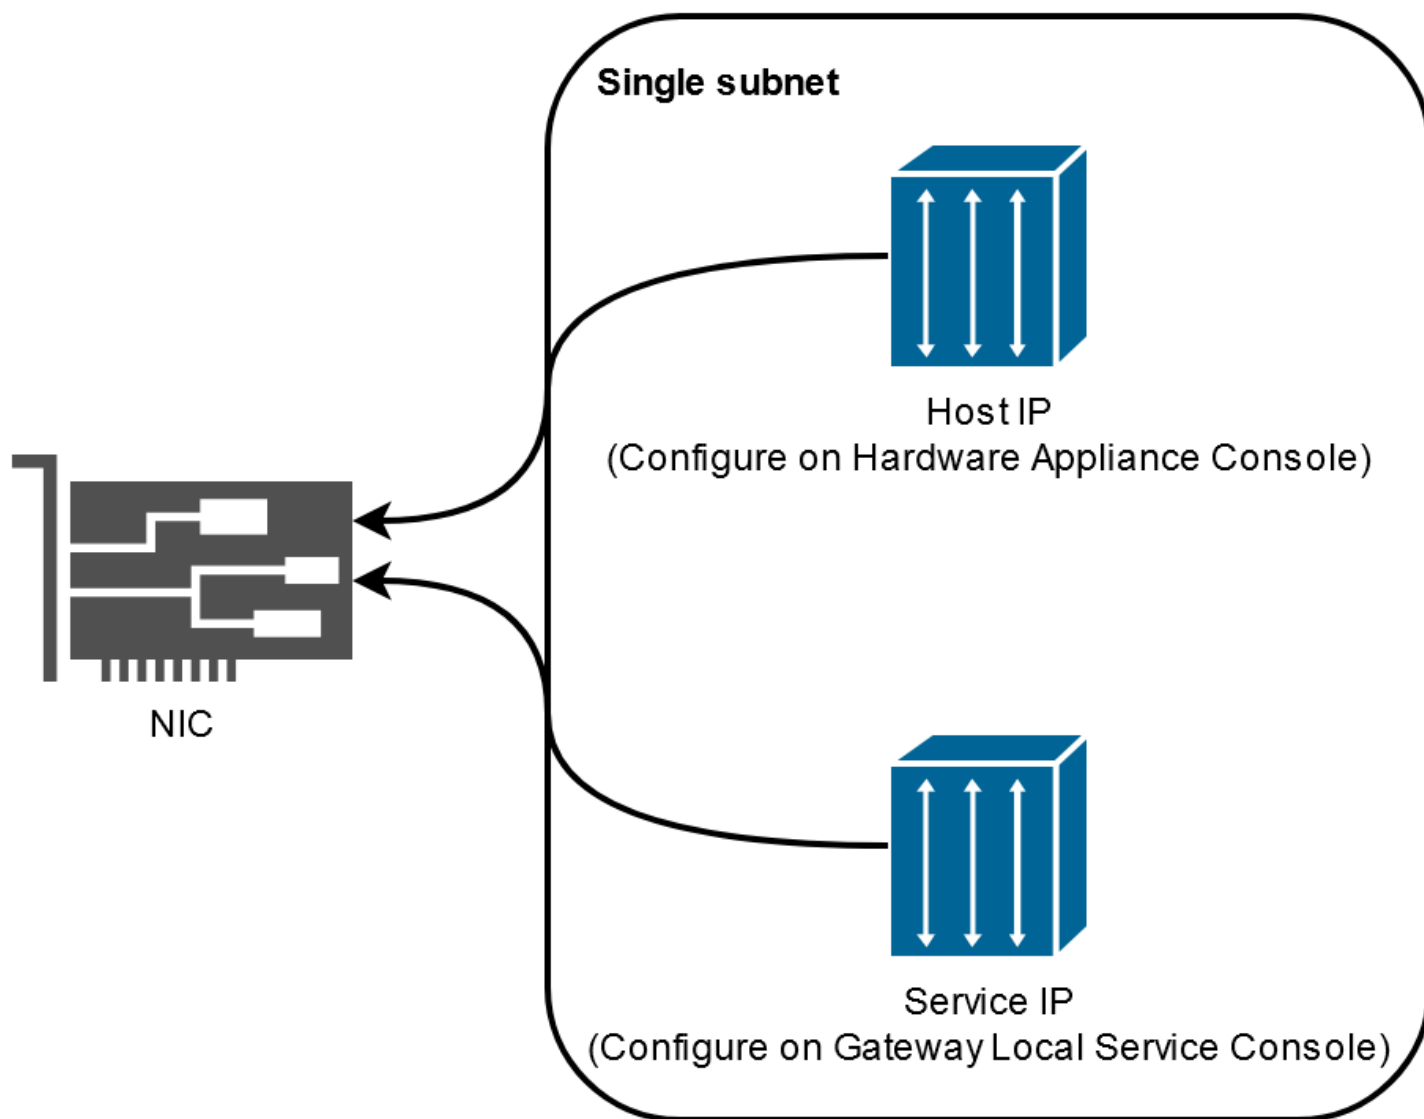 Single subnet
Host IP
(Configure on Hardware Appliance Console)
NIC
Service IP
(Configure on Gateway Local Service Console)